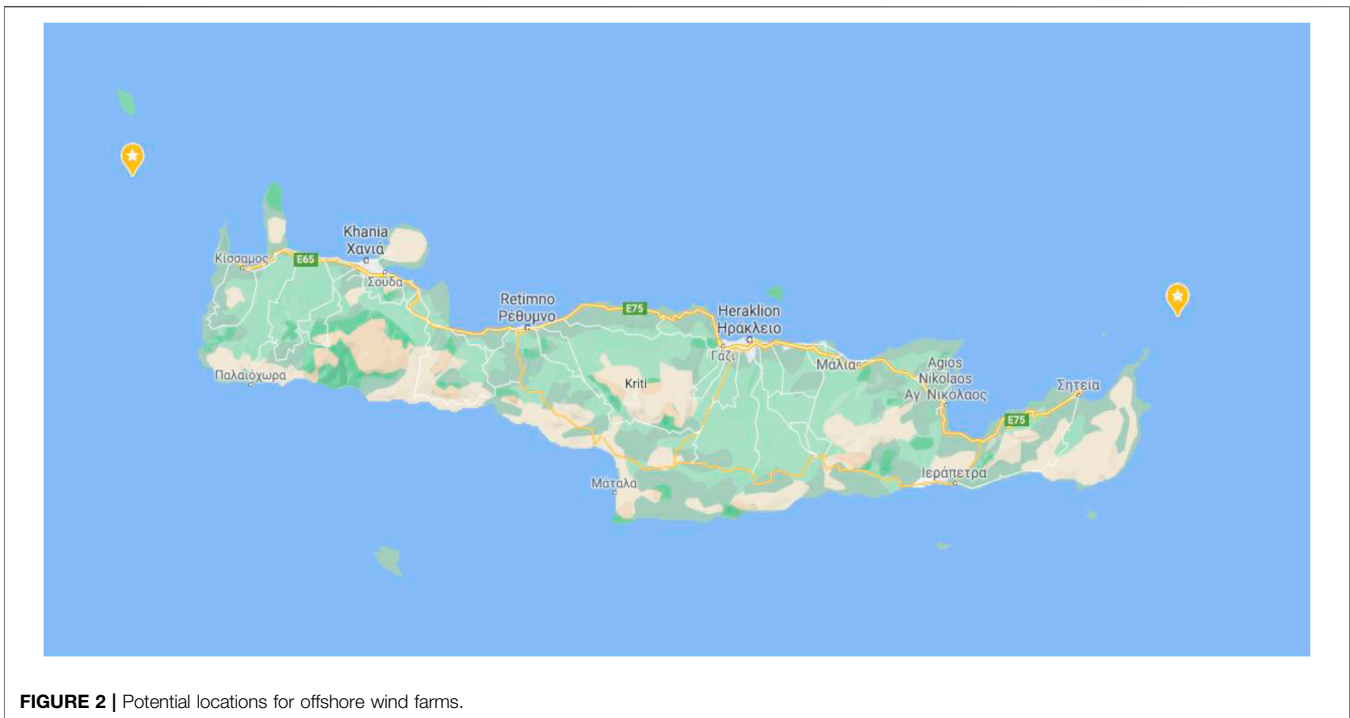 Khania
Χανιά
Κίσσαμος
E65
Σούδα
Retimno
Ρέθυμνο
E75
Heraklion
Ηράκλειο
Γάζι
Μάλια
Agios
Nikolaos
Αγ. Νικόλαος
Παλαιόχωρα
Kriti
Σητεία
E75
Ιεράπετρα
Μάταλα
FIGURE 2 | Potential locations for offshore wind farms.